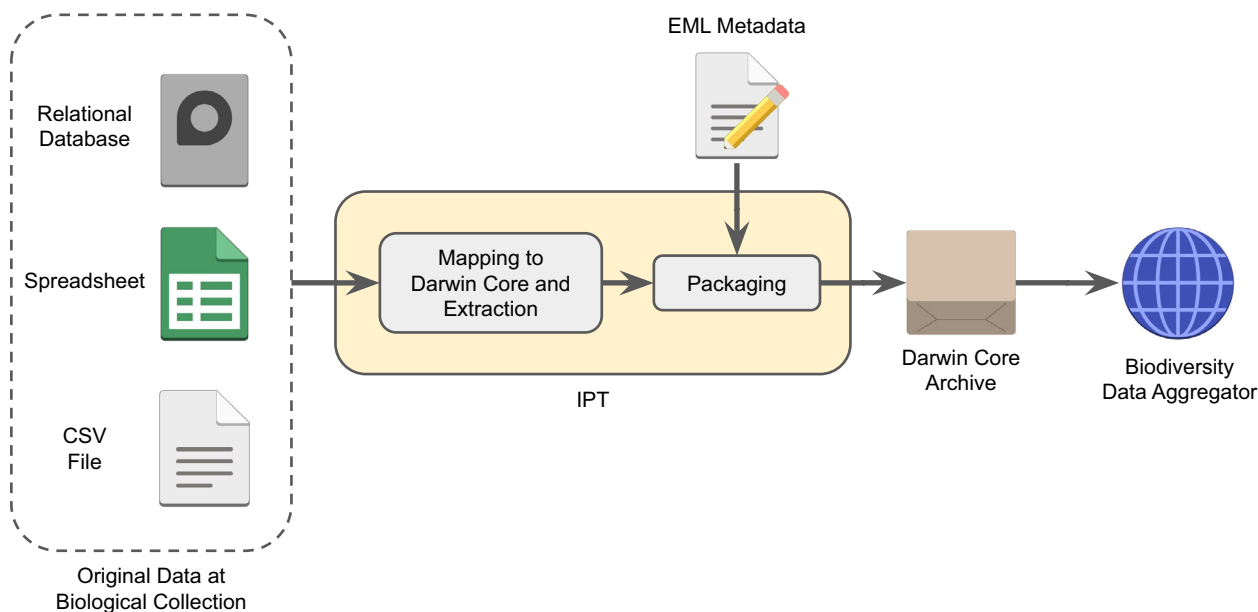 EML Metadata
Relational
Database
Spreadsheet
CSV
File
Original Data at
Biological Collection
Mapping to
Darwin Core and
Extraction
Packaging
IPT
Darwin Core
Archive
Biodiversity
Data Aggregator